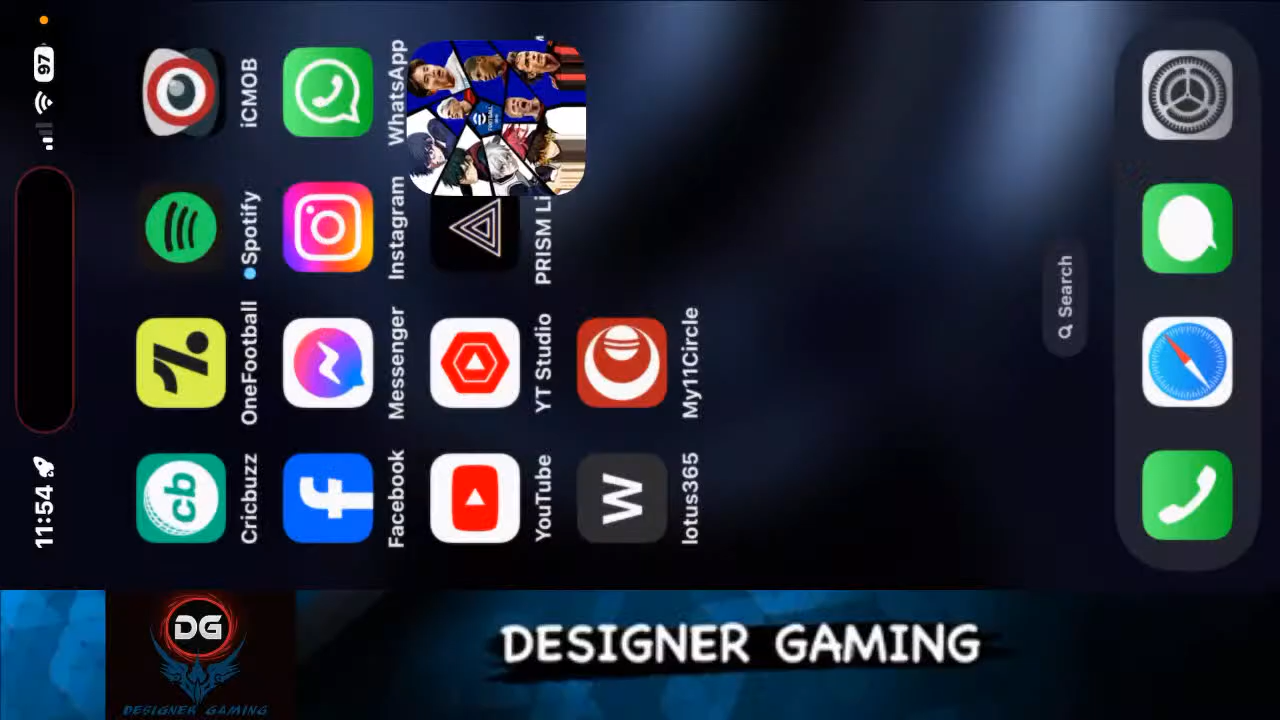 11:54
97
Cricbuzz
OneFootball
Spotify
iCMOB
Facebook
Messenger
Instagram
WhatsApp
YouTube
YT Studio
PRISM Li
lotus365
My11Circle
Search
DG
DESIGNER GAMING
DESIGNER GAMING